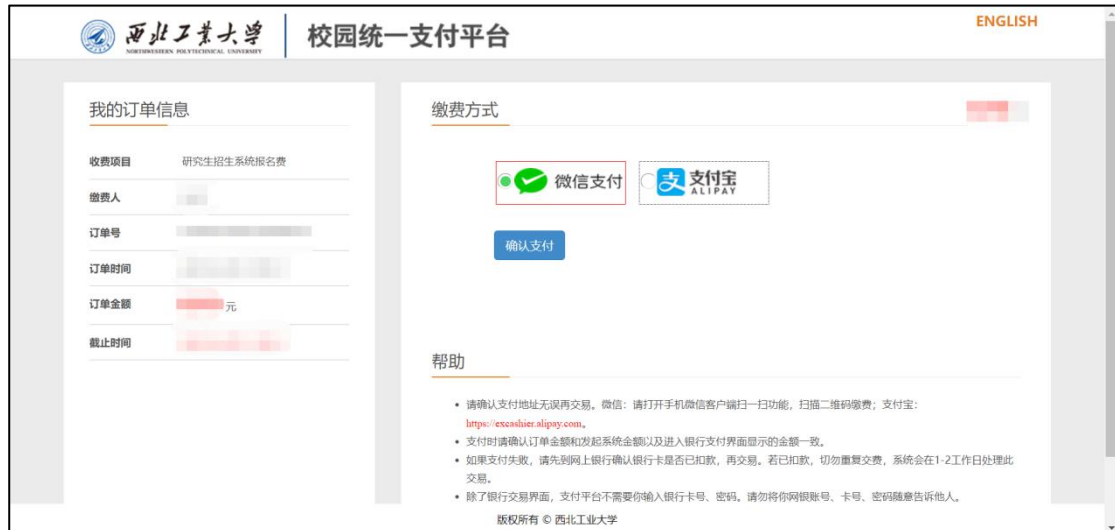 西北工业大学
NORTHWESTERN POLYTECHNICAL UNIVERSITY
校园统一支付平台
ENGLISH
我的订单信息
收费项目 研究生招生系统报名费
缴费人
订单号
订单时间
订单金额 元
截止时间
缴费方式
微信支付
支 支付宝
ALIPAY
确认支付
帮助
• 请确认支付地址无误再交易。微信：请打开手机微信客户端扫一扫功能，扫描二维码缴费；支付宝：
https://excashier.alipay.com。
• 支付时请确认订单金额和发起系统金额以及进入银行支付界面显示的金额一致。
• 如果支付失败，请先到网上银行确认银行卡是否已扣款，再交易。若已扣款，切勿重复交费，系统会在1-2工作日处理此
交易。
• 除了银行交易界面，支付平台不需要你输入银行卡号、密码。请勿将你网银账号、卡号、密码随意告诉他人。
版权所有 © 西北工业大学